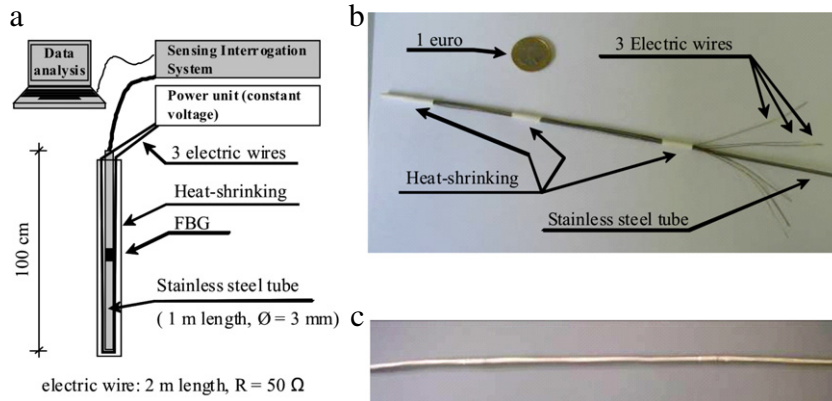 a
Data
analysis
Sensing Interrogation
System
Power unit (constant
voltage)
3 electric wires
Heat-shrinking
FBG
100 cm
Stainless steel tube
( 1 m length, Ø = 3 mm)
electric wire: 2 m length, R = 50 Ω
b
1 euro
3 Electric wires
Heat-shrinking
Stainless steel tube
c